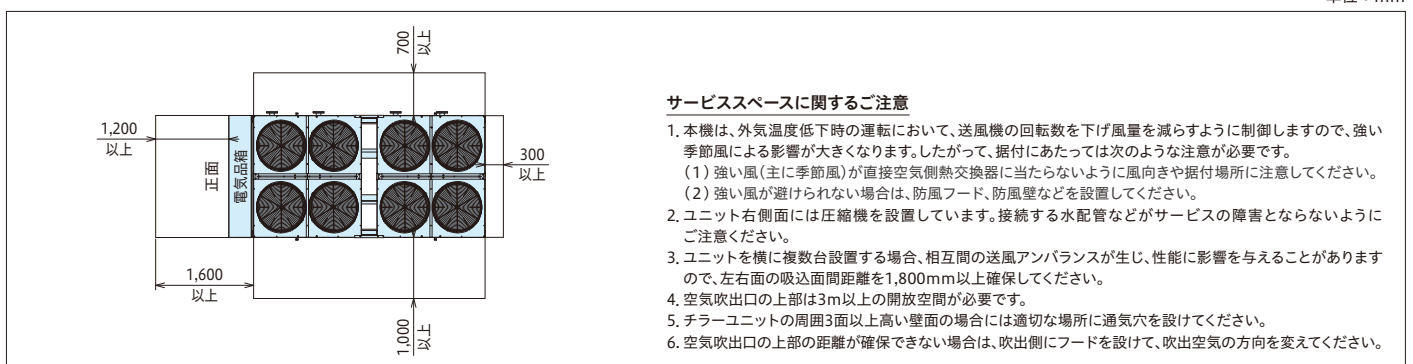 単位：mm
700
以上
1,200
以上
正面
電気品箱
300
以上
1,600
以上
1,000
以上
サービススペースに関するご注意
1. 本機は、外気温度低下時の運転において、送風機の回転数を下げ風量を減らすように制御しますので、強い
季節風による影響が大きくなります。したがって、据付にあたっては次のような注意が必要です。
（1）強い風（主に季節風）が直接空気側熱交換器に当たらないように風向きや据付場所に注意してください。
（2）強い風が避けられない場合は、防風フード、防風壁などを設置してください。
2. ユニット右側面には圧縮機を設置しています。接続する水配管などがサービスの障害とならないように
ご注意ください。
3. ユニットを横に複数台設置する場合、相互間の送風アンバランスが生じ、性能に影響を与えることがあります
ので、左右面の吸込面間距離を1,800mm以上確保してください。
4. 空気吹出口の上部は3m以上の開放空間が必要です。
5. チラーユニットの周囲3面以上高い壁面の場合には適切な場所に通気穴を設けてください。
6. 空気吹出口の上部の距離が確保できない場合は、吹出側にフードを設けて、吹出空気の方向を変えてください。